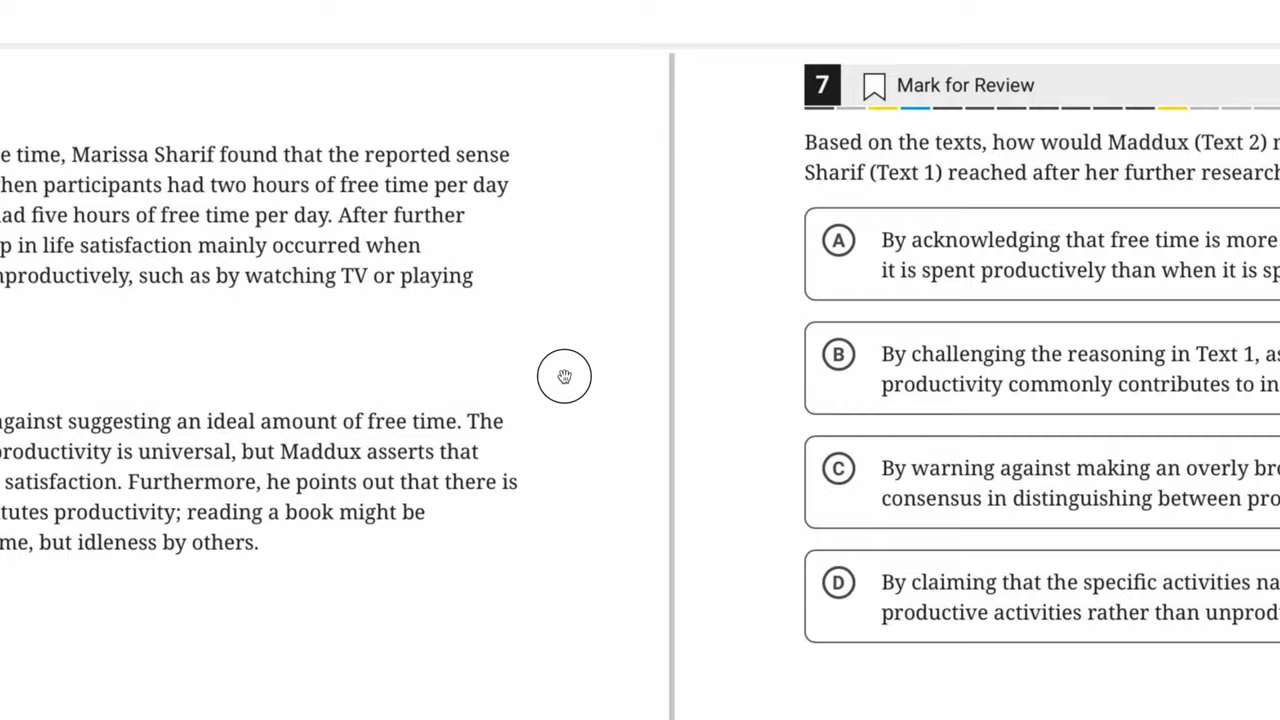 e time, Marissa Sharif found that the reported sense
hen participants had two hours of free time per day
ad five hours of free time per day. After further
p in life satisfaction mainly occurred when
nproductively, such as by watching TV or playing
gainst suggesting an ideal amount of free time. The
productivity is universal, but Maddux asserts that
satisfaction. Furthermore, he points out that there is
tutes productivity; reading a book might be
me, but idleness by others.
7 Mark for Review
Based on the texts, how would Maddux (Text 2) r
Sharif (Text 1) reached after her further research
A By acknowledging that free time is more
it is spent productively than when it is sp
B By challenging the reasoning in Text 1, as
productivity commonly contributes to in
C By warning against making an overly bro
consensus in distinguishing between pro
D By claiming that the specific activities na
productive activities rather than unprod